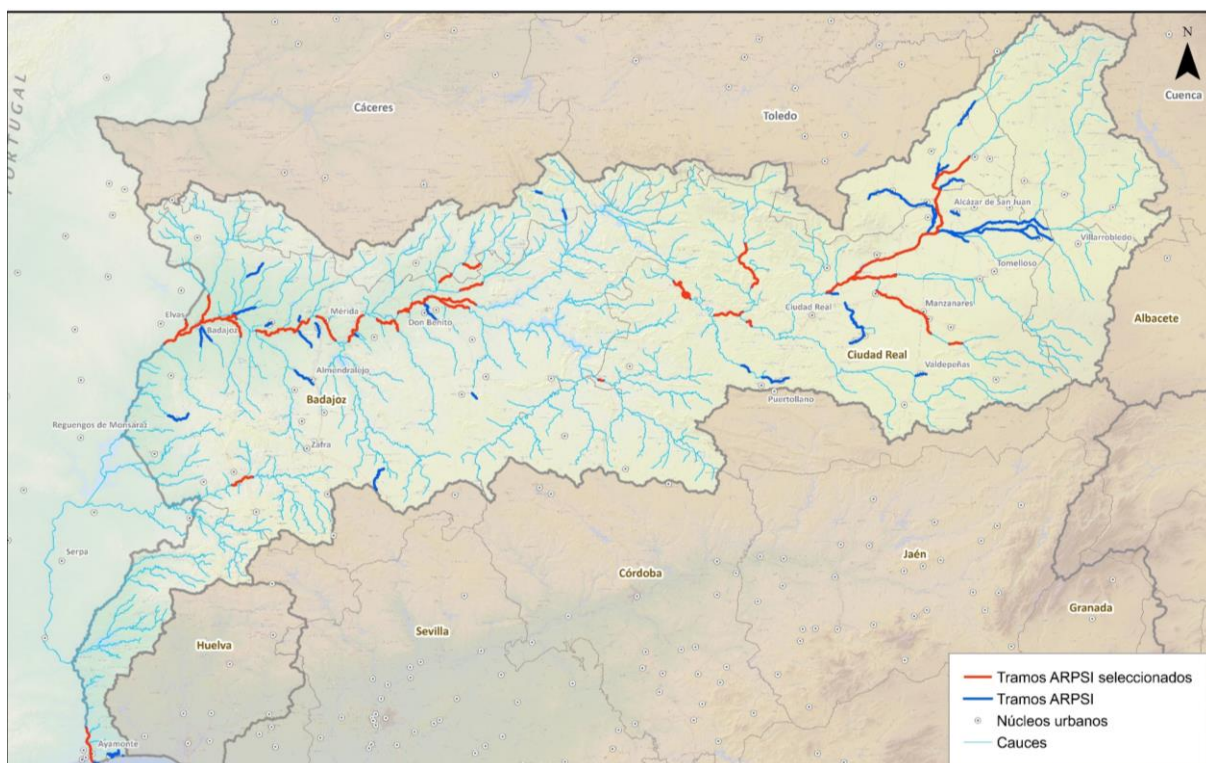 N
PORTUGAL
Cáceres
Toledo
Cuenca
Alcázar de San Juan
Villarrobledo
Tomelloso
Elvas
Badajoz
Mérida
Don Benito
Ciudad Real
Manzanares
Albacete
Almendralejo
Ciudad Real
Valdepeñas
Badajoz
Puertollano
Reguengos de Monsaraz
Zafra
Serpa
Jaén
Córdoba
Granada
Huelva
Sevilla
Ayamonte
Tramos ARPSI seleccionados
Tramos ARPSI
Núcleos urbanos
Cauces